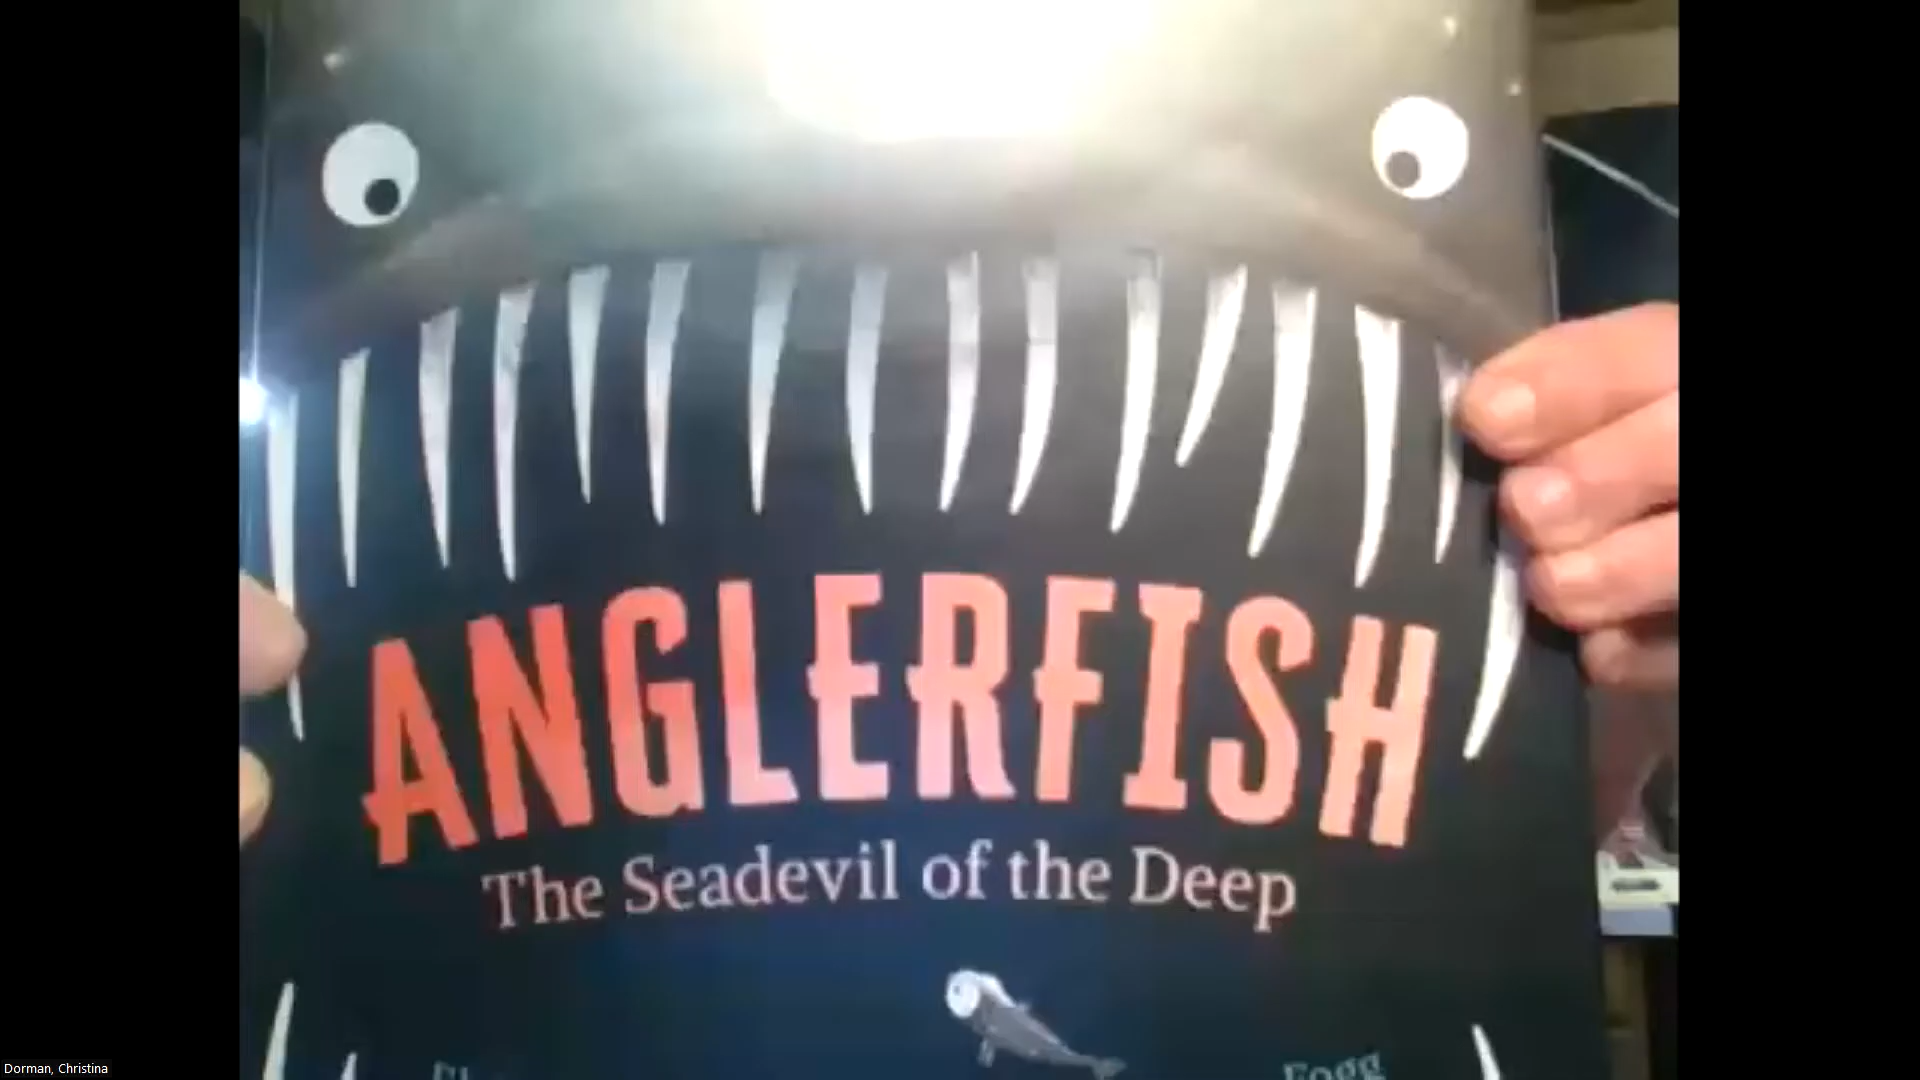 ANGLERFISH
The Seadevil of the Deep
Fogg
Dorman, Christina